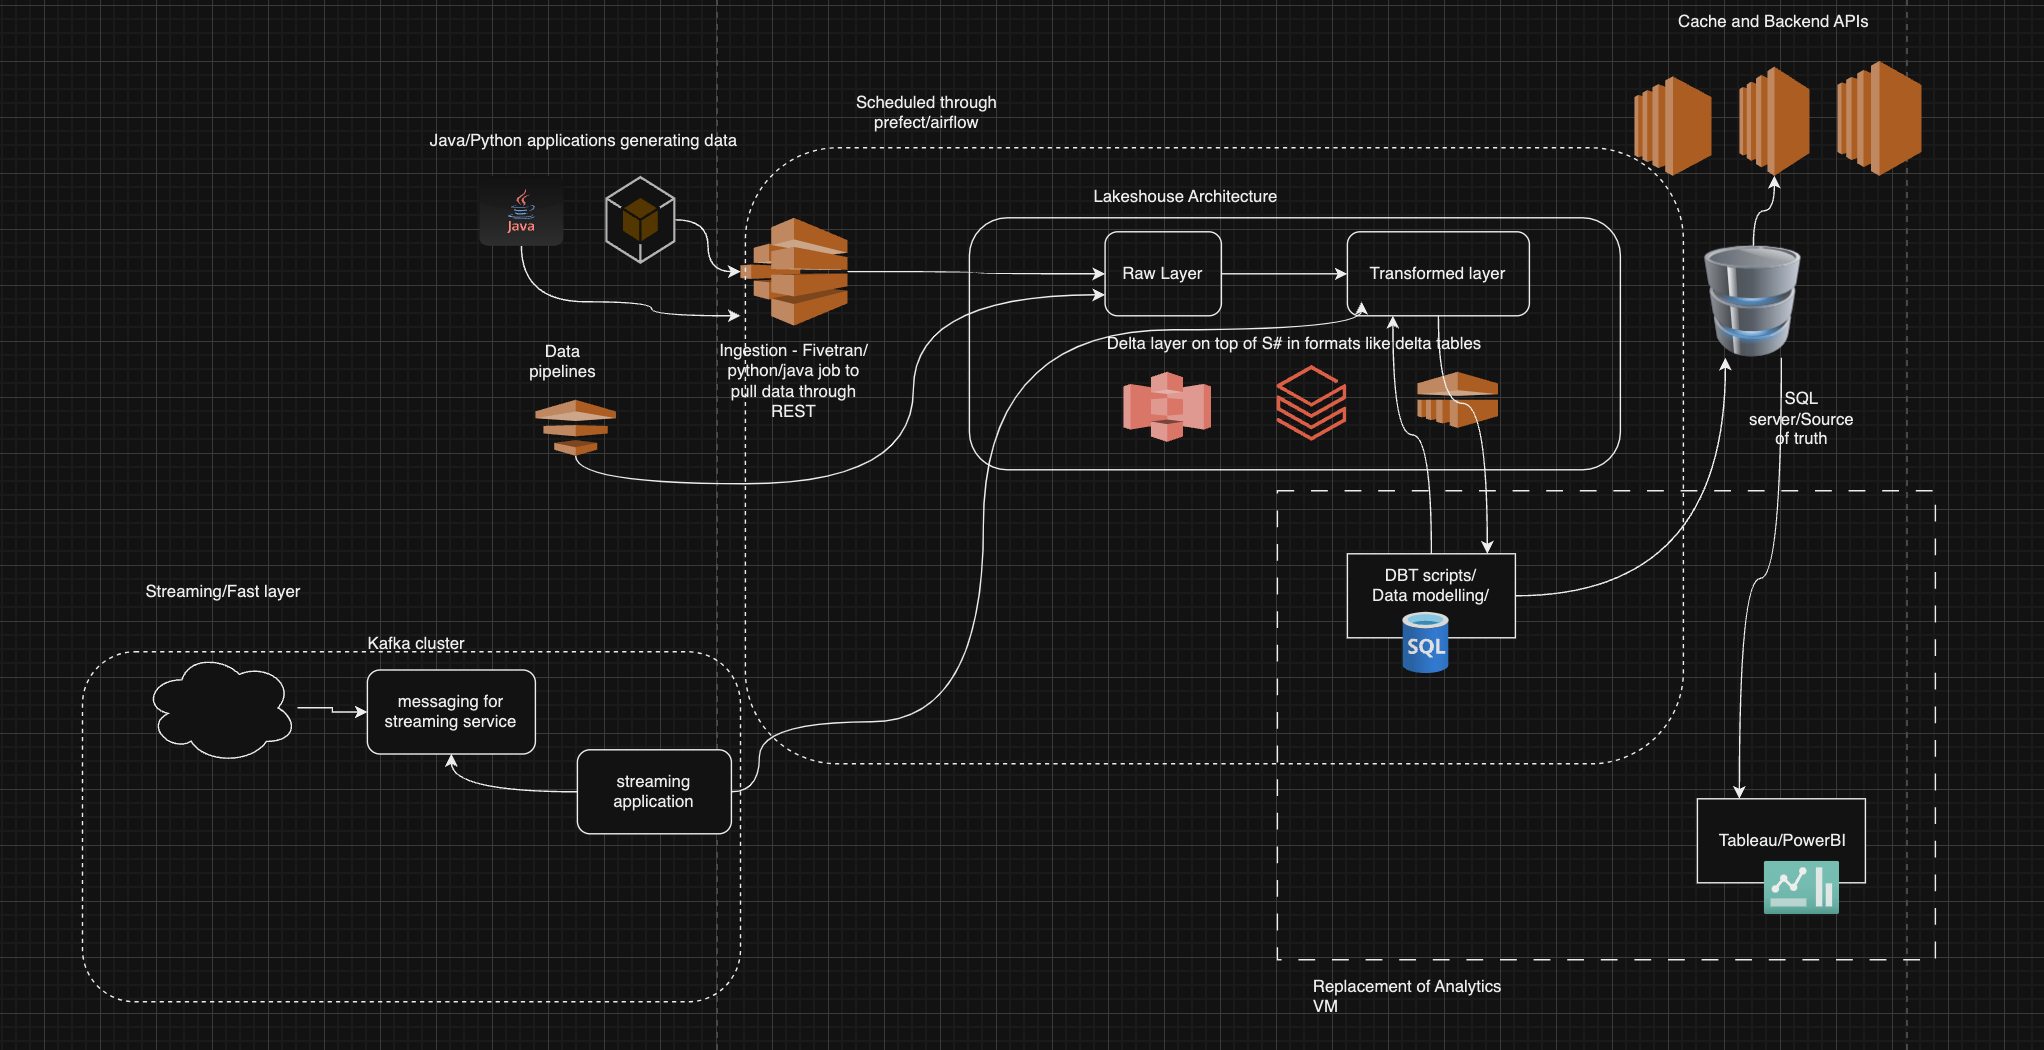 Cache and Backend APIs
Scheduled through
prefect/airflow
Java/Python applications generating data
Java
Lakeshouse Architecture
Raw Layer
Transformed layer
Ingestion - Fivetran/
python/java job to
pull data through
REST
Data
pipelines
Delta layer on top of S# in formats like delta tables
SQL
server/Source
of truth
DBT scripts/
Data modelling/
SQL
Streaming/Fast layer
Kafka cluster
messaging for
streaming service
streaming
application
Tableau/PowerBI
Replacement of Analytics
VM